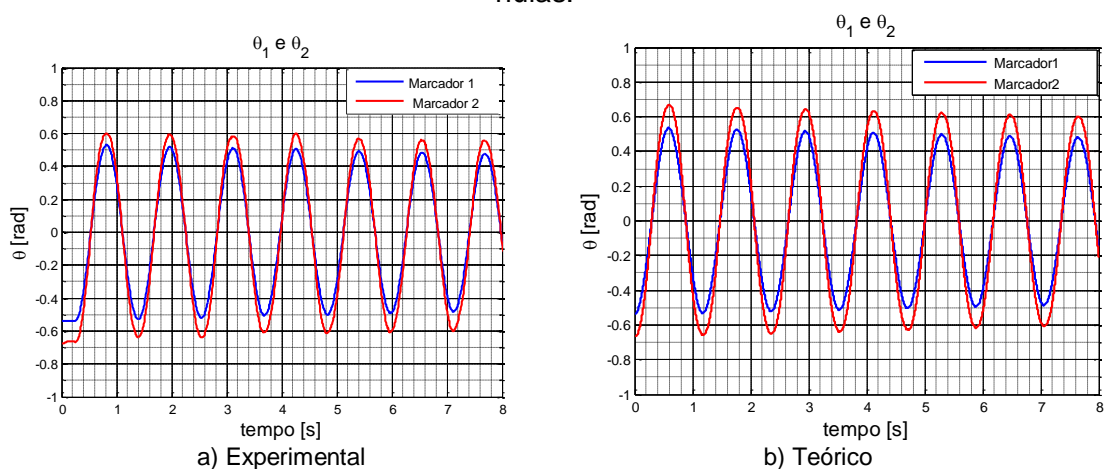 nulas.
θ1 e θ2
Marcador 1
Marcador 2
1
0.8
0.6
0.4
0.2
0
-0.2
-0.4
-0.6
-0.8
-1
θ [rad]
0 1 2 3 4 5 6 7 8
tempo [s]
a) Experimental
θ1 e θ2
Marcador1
Marcador2
1
0.8
0.6
0.4
0.2
0
-0.2
-0.4
-0.6
-0.8
-1
θ [rad]
0 1 2 3 4 5 6 7 8
tempo [s]
b) Teórico